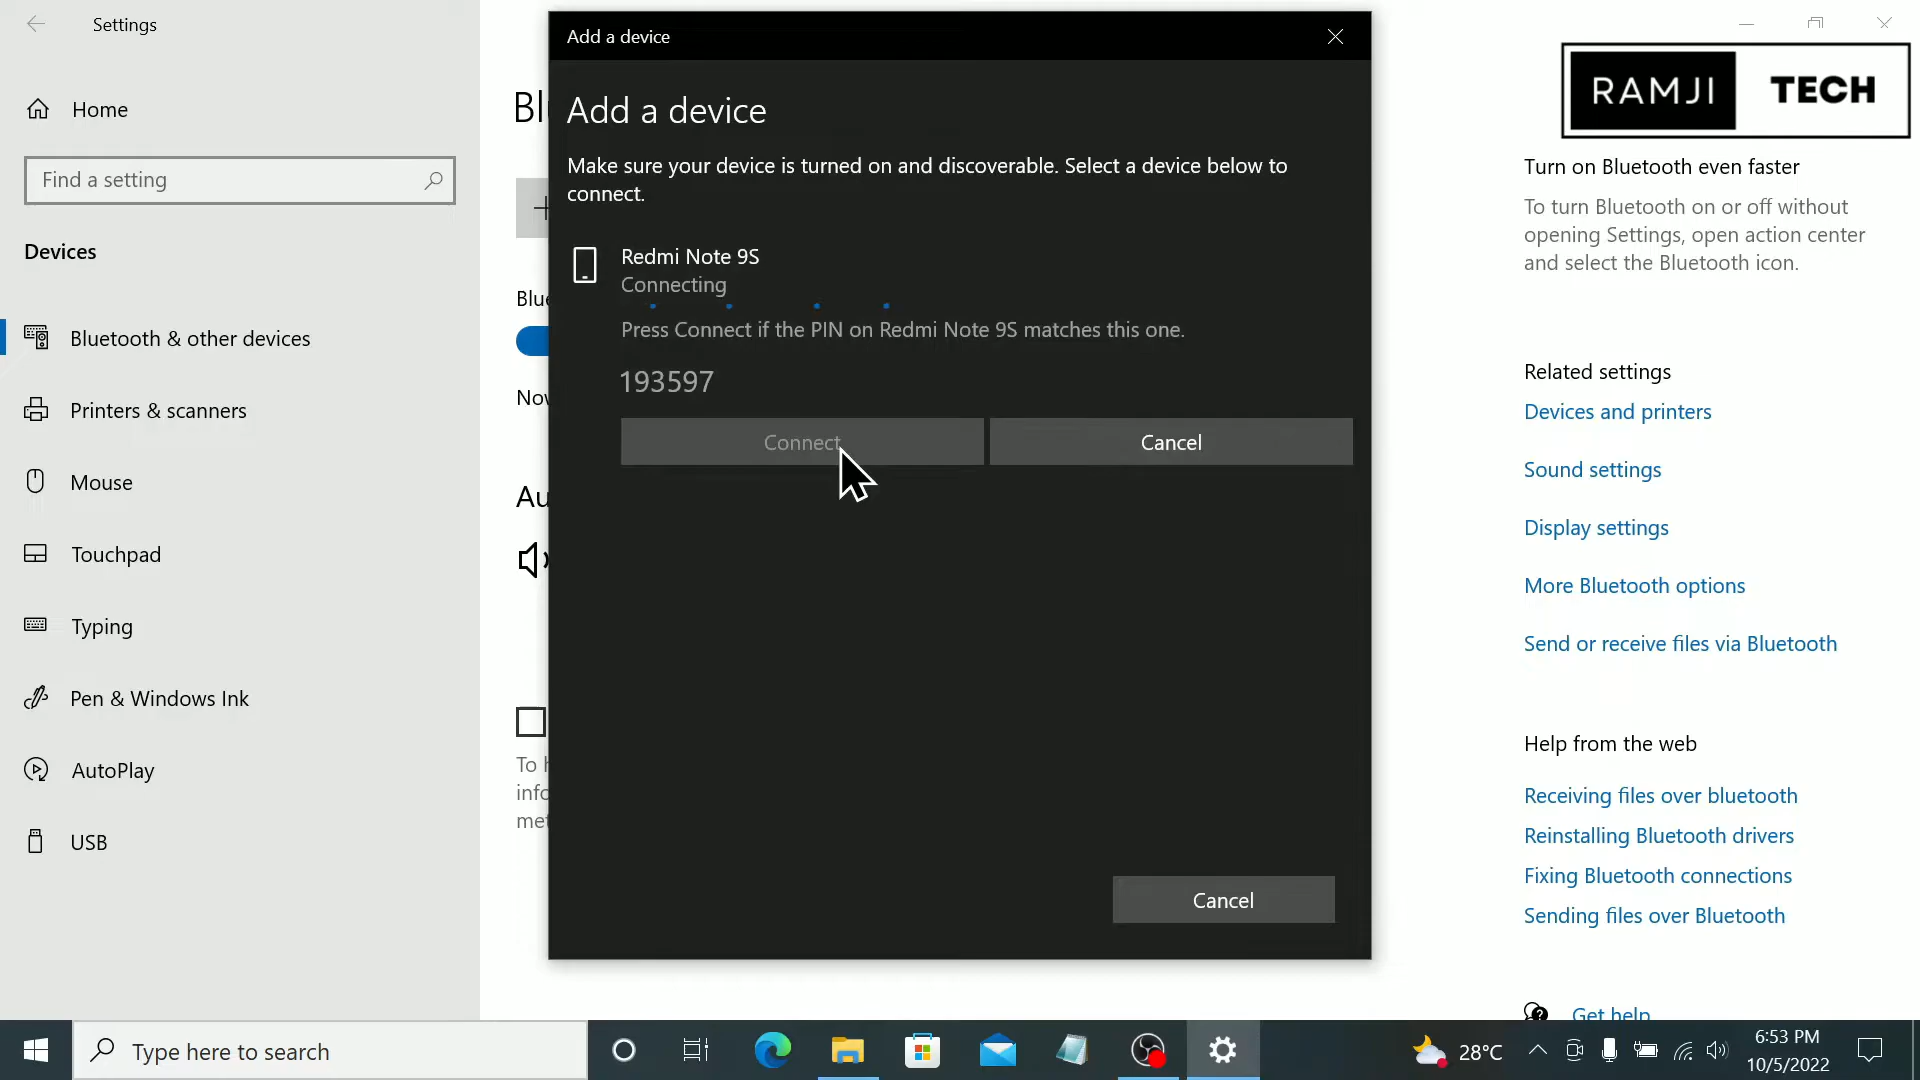 Settings
Home
Find a setting
Devices
Bluetooth & other devices
Printers & scanners
Mouse
Touchpad
Typing
Pen & Windows Ink
AutoPlay
USB
Add a device
Add a device
Make sure your device is turned on and discoverable. Select a device below to
connect.
Redmi Note 9S
Connecting
Press Connect if the PIN on Redmi Note 9S matches this one.
193597
Connect
Cancel
Cancel
RAMJI TECH
Turn on Bluetooth even faster
To turn Bluetooth on or off without
opening Settings, open action center
and select the Bluetooth icon.
Related settings
Devices and printers
Sound settings
Display settings
More Bluetooth options
Send or receive files via Bluetooth
Help from the web
Receiving files over bluetooth
Reinstalling Bluetooth drivers
Fixing Bluetooth connections
Sending files over Bluetooth
Get help
Type here to search
28°C
6:53 PM
10/5/2022